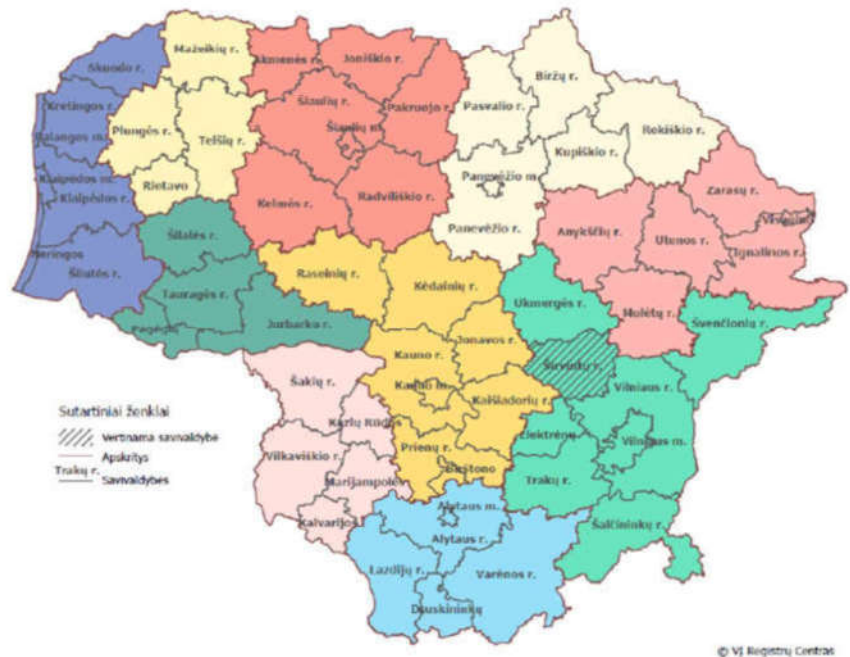 Mažeikių r.
Akmenės r.
Joniškio r.
Skuodo r.
Biržų r.
Pasvalio r.
Kretingos r.
Šiaulių r.
Pakruojo r.
Plungės r.
Telšių r.
Šiaulių m.
Rokiškio r.
Palangos m.
Kupiškio r.
Klaipėdos m.
Panevėžio m.
Rietavo
Klaipėdos r.
Kelmės r.
Radviliškio r.
Zarasų r.
Visagino
Panevėžio r.
Anykščių r.
Utenos r.
Šilalės r.
Neringos
Ignalinos r.
Šilutės r.
Raseinių r.
Kėdainių r.
Tauragės r.
Ukmergės r.
Molėtų r.
Jurbarko r.
Švenčionių r.
Pagėgių
Kauno r.
Jonavos r.
Širvintų r.
Šakių r.
Kauno m.
Vilniaus r.
Kaišiadorių r.
Sutartiniai ženklai
Kazlų Rūdos
Elektrėnų
Vertinama savivaldybė
Prienų r.
Vilniaus m.
Vilkaviškio r.
Apskritys
Birštono
Trakų r.
Savivaldybės
Marijampolės
Trakų r.
Alytaus m.
Kalvarijos
Šalčininkų r.
Alytaus r.
Lazdijų r.
Varėnos r.
Druskininkų
© VĮ Registrų Centras